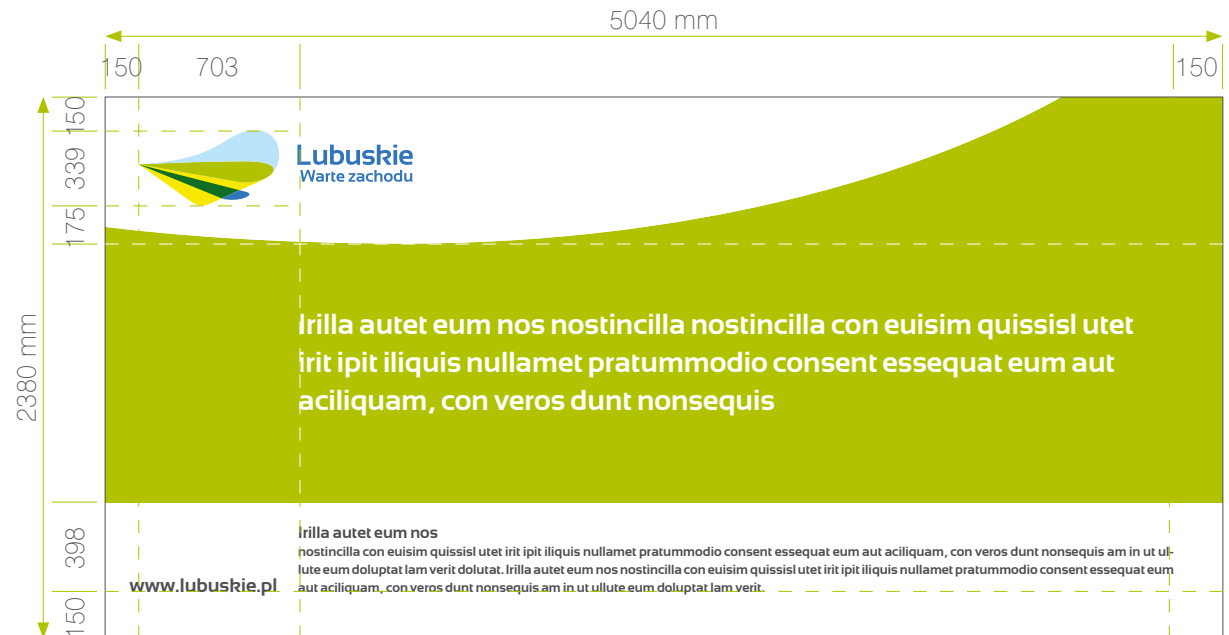 5040 mm
150 703 150
150
339
175
2380 mm
398
150
Lubuskie
Warte zachodu
Irilla autet eum nos nostincilla nostincilla con euisim quissisl utet
irit ipit iliquis nullamet pratummodio consent essequat eum aut
aciliquam, con veros dunt nonsequis
Irilla autet eum nos
nostincilla con euisim quissisl utet irit ipit iliquis nullamet pratummodio consent essequat eum aut aciliquam, con veros dunt nonsequis am in ut ul-
lute eum doluptat lam verit dolutat. Irilla autet eum nos nostincilla con euisim quissisl utet irit ipit iliquis nullamet pratummodio consent essequat eum
aut aciliquam, con veros dunt nonsequis am in ut ullute eum doluptat lam verit.
www.lubuskie.pl